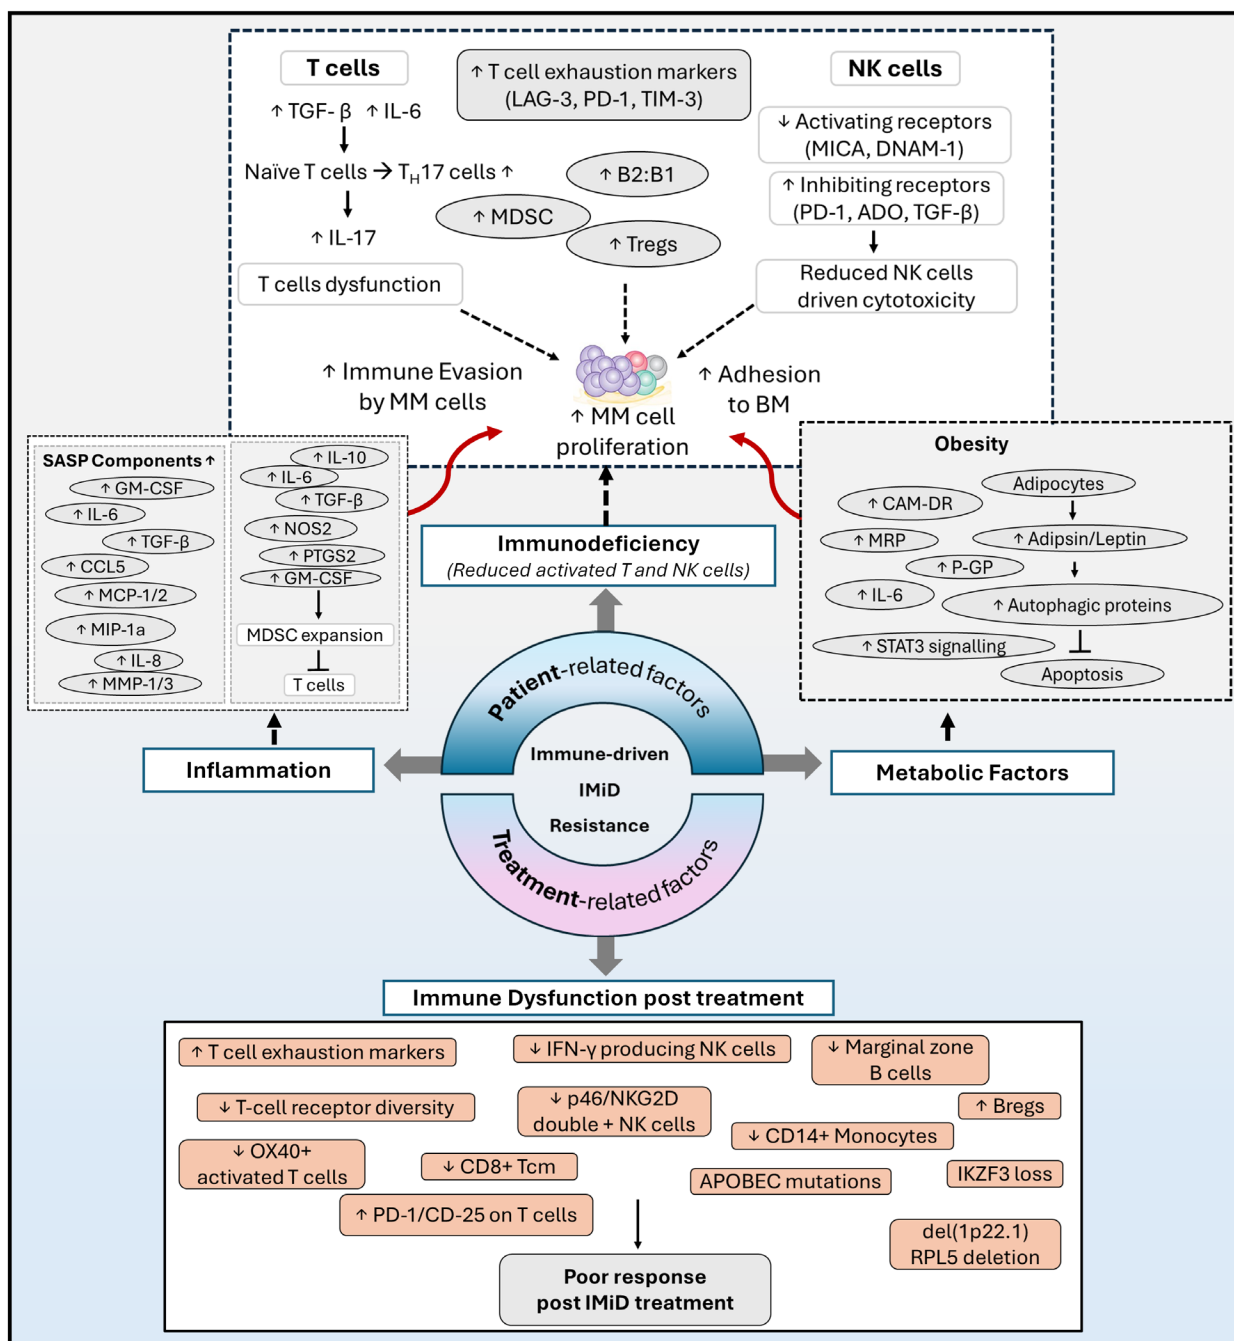 T cells
↑ TGF- β ↑ IL-6
Naïve T cells → TH17 cells ↑
↑ IL-17
T cells dysfunction
↑ T cell exhaustion markers
(LAG-3, PD-1, TIM-3)
↑ B2:B1
↑ MDSC
↑ Tregs
NK cells
↓ Activating receptors
(MICA, DNAM-1)
↑ Inhibiting receptors
(PD-1, ADO, TGF-β)
Reduced NK cells
driven cytotoxicity
↑ Immune Evasion
by MM cells
↑ MM cell
proliferation
↑ Adhesion
to BM
SASP Components ↑
↑ GM-CSF
↑ IL-6
↑ TGF-β
↑ CCL5
↑ MCP-1/2
↑ MIP-1a
↑ IL-8
↑ MMP-1/3
↑ IL-10
↑ IL-6
↑ TGF-β
↑ NOS2
↑ PTGS2
↑ GM-CSF
MDSC expansion
T cells
Immunodeficiency
(Reduced activated T and NK cells)
Obesity
↑ CAM-DR
↑ MRP
↑ P-GP
↑ IL-6
↑ STAT3 signalling
Adipocytes
↑ Adipsin/Leptin
↑ Autophagic proteins
Apoptosis
Inflammation
Metabolic Factors
Patient-related factors
Immune-driven
IMiD
Resistance
Treatment-related factors
Immune Dysfunction post treatment
↑ T cell exhaustion markers
↓ IFN-γ producing NK cells
↓ Marginal zone
B cells
↓ T-cell receptor diversity
↓ p46/NKG2D
double + NK cells
↑ Bregs
↓ CD14+ Monocytes
↓ OX40+
activated T cells
↓ CD8+ Tcm
APOBEC mutations
IKZF3 loss
↑ PD-1/CD-25 on T cells
del(1p22.1)
RPL5 deletion
Poor response
post IMiD treatment